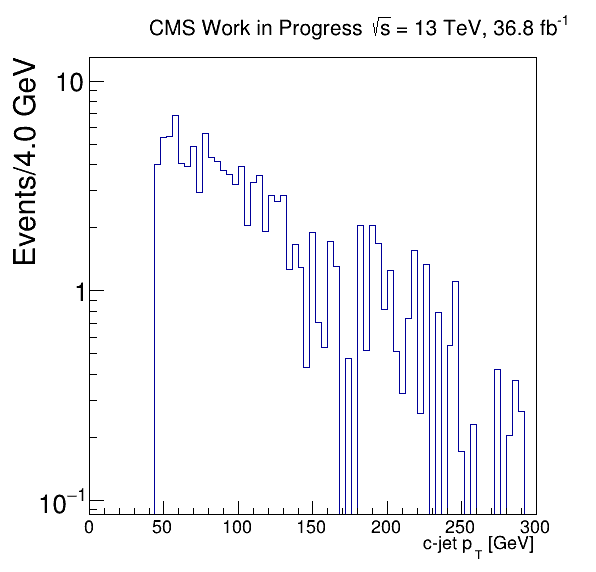 CMS Work in Progress √s = 13 TeV, 36.8 fb⁻¹
Events/4.0 GeV
10
1
10⁻¹
0 50 100 150 200 250 300
c-jet p_T [GeV]